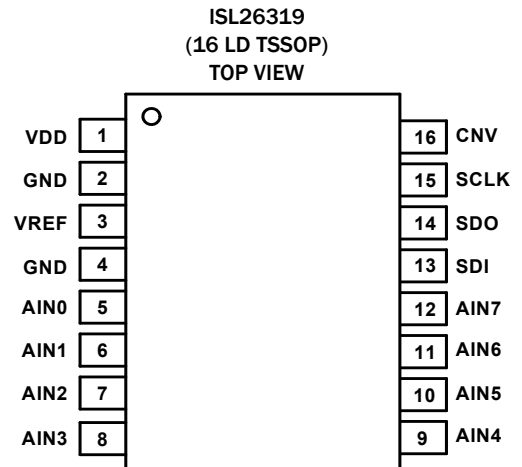 ISL26319
(16 LD TSSOP)
TOP VIEW
VDD 1 16 CNV
GND 2 15 SCLK
VREF 3 14 SDO
GND 4 13 SDI
AIN0 5 12 AIN7
AIN1 6 11 AIN6
AIN2 7 10 AIN5
AIN3 8 9 AIN4